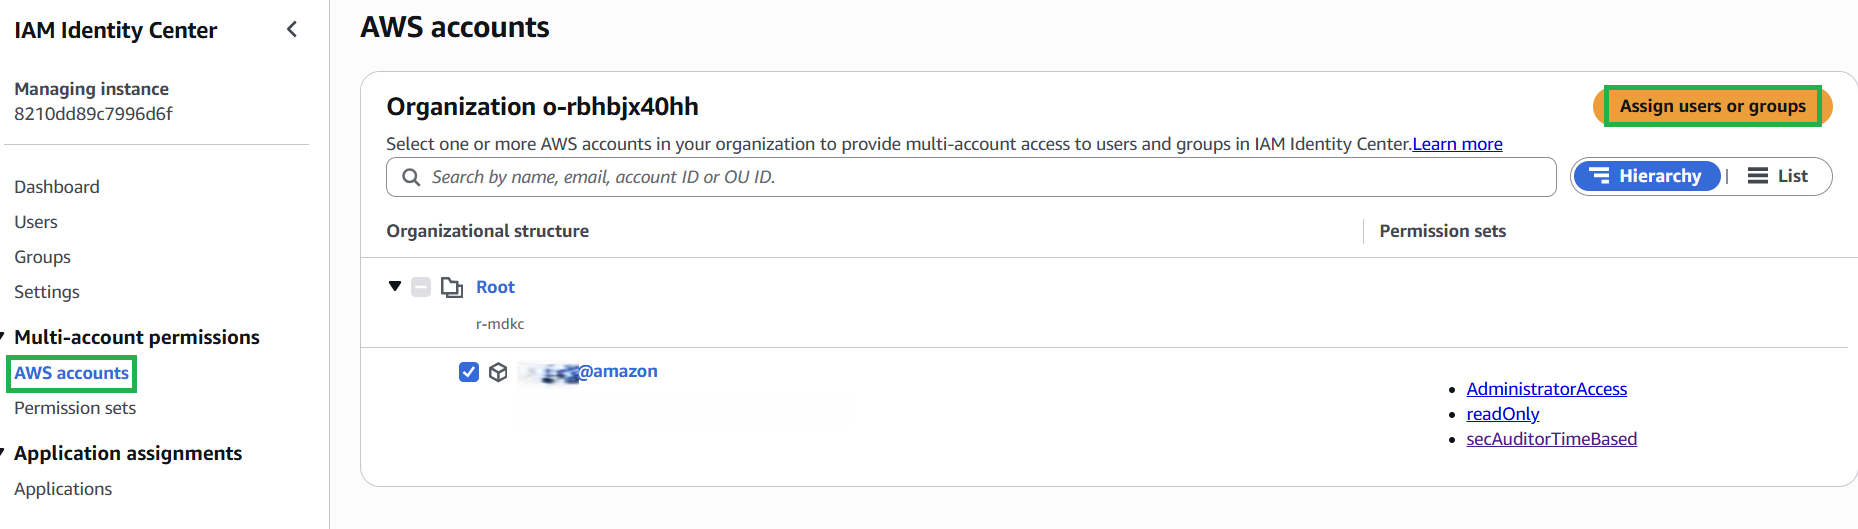 IAM Identity Center
Managing instance
8210dd89c7996d6f
Dashboard
Users
Groups
Settings
Multi-account permissions
AWS accounts
Permission sets
Application assignments
Applications
AWS accounts
Organization o-rbhbjx40hh
Assign users or groups
Select one or more AWS accounts in your organization to provide multi-account access to users and groups in IAM Identity Center.Learn more
Search by name, email, account ID or OU ID.
Hierarchy | List
Organizational structure
Permission sets
Root
r-mdkc
@amazon
AdministratorAccess
readOnly
secAuditorTimeBased